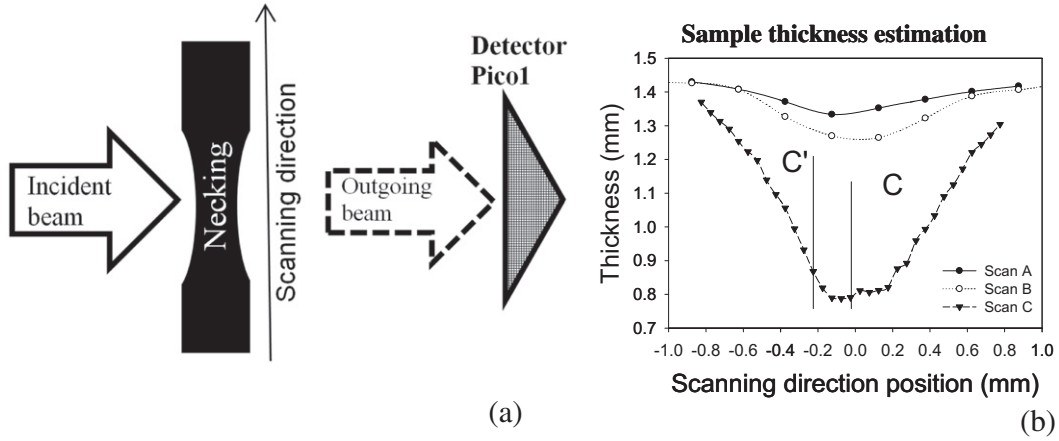 Incident
beam
Necking
Scanning direction
Outgoing
beam
Detector
Pico1
(a)
Sample thickness estimation
Thickness (mm)
1.5
1.4
1.3
1.2
1.1
1.0
0.9
0.8
0.7
C'
C
Scan A
Scan B
Scan C
-1.0 -0.8 -0.6 -0.4 -0.2 0.0 0.2 0.4 0.6 0.8 1.0
Scanning direction position (mm)
(b)